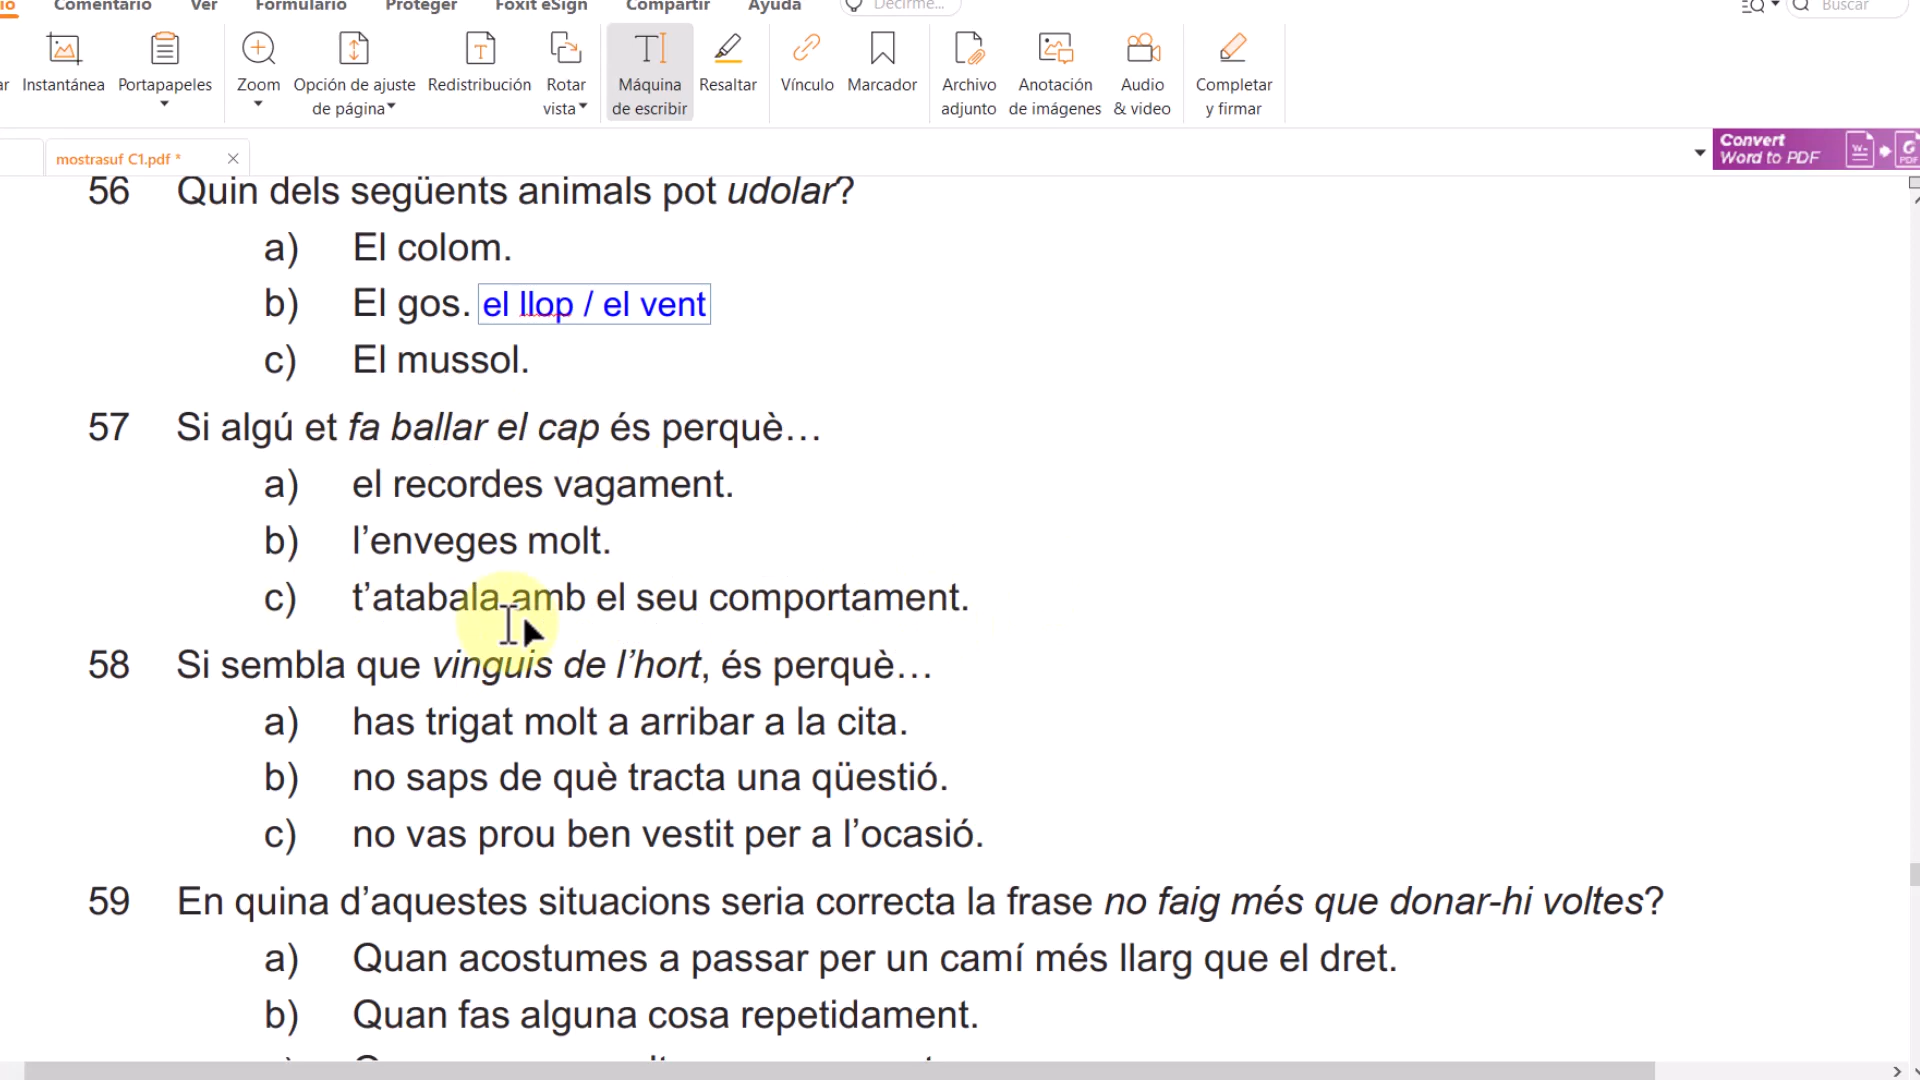 io Comentario Ver Formulario Proteger Foxit eSign Compartir Ayuda Decirme... Buscar
ar Instantánea Portapapeles Zoom Opción de ajuste de página Redistribución Rotar vista Máquina de escribir Resaltar Vínculo Marcador Archivo adjunto Anotación de imágenes Audio & video Completar y firmar
mostrasuf C1.pdf *
Convert
Word to PDF
W PDF
56 Quin dels següents animals pot udolar?
a) El colom.
b) El gos. el llop / el vent
c) El mussol.
57 Si algú et fa ballar el cap és perquè…
a) el recordes vagament.
b) l’enveges molt.
c) t’atabala amb el seu comportament.
58 Si sembla que vinguis de l’hort, és perquè…
a) has trigat molt a arribar a la cita.
b) no saps de què tracta una qüestió.
c) no vas prou ben vestit per a l’ocasió.
59 En quina d’aquestes situacions seria correcta la frase no faig més que donar-hi voltes?
a) Quan acostumes a passar per un camí més llarg que el dret.
b) Quan fas alguna cosa repetidament.